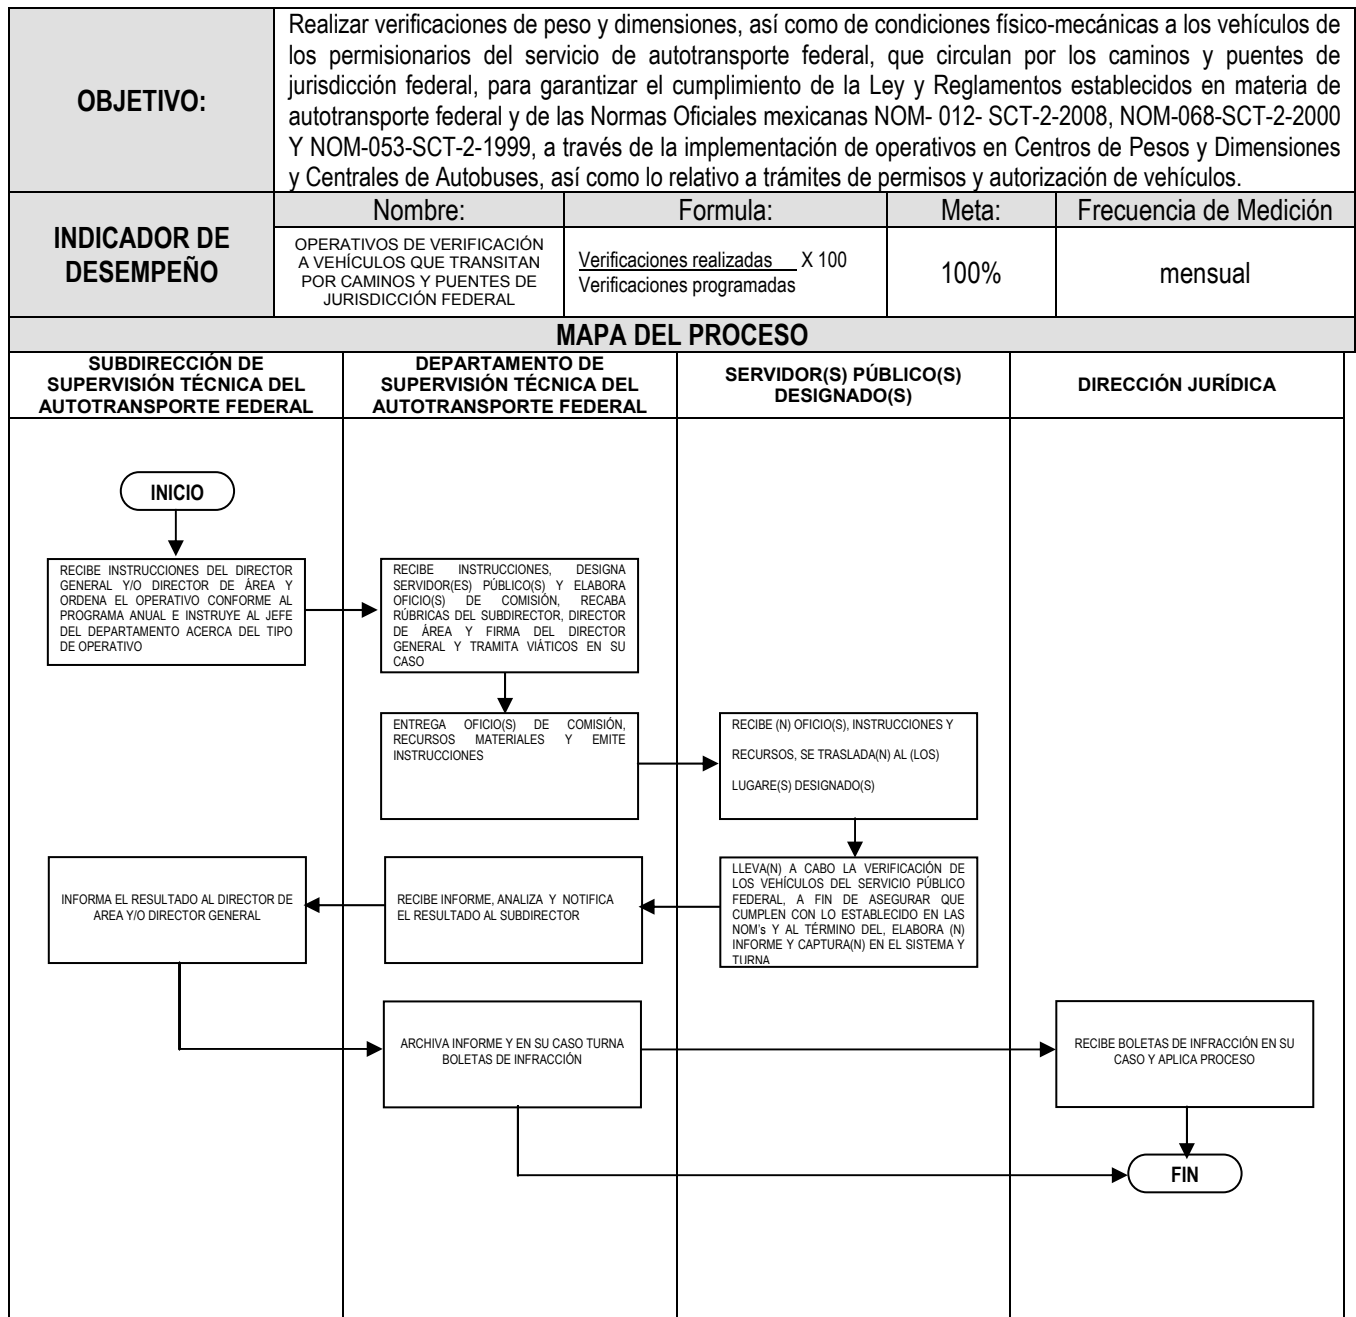 OBJETIVO:
Realizar verificaciones de peso y dimensiones, así como de condiciones físico-mecánicas a los vehículos de
los permisionarios del servicio de autotransporte federal, que circulan por los caminos y puentes de
jurisdicción federal, para garantizar el cumplimiento de la Ley y Reglamentos establecidos en materia de
autotransporte federal y de las Normas Oficiales mexicanas NOM- 012- SCT-2-2008, NOM-068-SCT-2-2000
Y NOM-053-SCT-2-1999, a través de la implementación de operativos en Centros de Pesos y Dimensiones
y Centrales de Autobuses, así como lo relativo a trámites de permisos y autorización de vehículos.
INDICADOR DE
DESEMPEÑO
Nombre:
Formula:
Meta:
Frecuencia de Medición
OPERATIVOS DE VERIFICACIÓN
A VEHÍCULOS QUE TRANSITAN
POR CAMINOS Y PUENTES DE
JURISDICCIÓN FEDERAL
Verificaciones realizadas X 100
Verificaciones programadas
100%
mensual
MAPA DEL PROCESO
SUBDIRECCIÓN DE
SUPERVISIÓN TÉCNICA DEL
AUTOTRANSPORTE FEDERAL
DEPARTAMENTO DE
SUPERVISIÓN TÉCNICA DEL
AUTOTRANSPORTE FEDERAL
SERVIDOR(S) PÚBLICO(S)
DESIGNADO(S)
DIRECCIÓN JURÍDICA
INICIO
RECIBE INSTRUCCIONES DEL DIRECTOR
GENERAL Y/O DIRECTOR DE ÁREA Y
ORDENA EL OPERATIVO CONFORME AL
PROGRAMA ANUAL E INSTRUYE AL JEFE
DEL DEPARTAMENTO ACERCA DEL TIPO
DE OPERATIVO
RECIBE INSTRUCCIONES, DESIGNA
SERVIDOR(ES) PÚBLICO(S) Y ELABORA
OFICIO(S) DE COMISIÓN, RECABA
RÚBRICAS DEL SUBDIRECTOR, DIRECTOR
DE ÁREA Y FIRMA DEL DIRECTOR
GENERAL Y TRAMITA VIÁTICOS EN SU
CASO
ENTREGA OFICIO(S) DE COMISIÓN,
RECURSOS MATERIALES Y EMITE
INSTRUCCIONES
RECIBE (N) OFICIO(S), INSTRUCCIONES Y
RECURSOS, SE TRASLADA(N) AL (LOS)
LUGARE(S) DESIGNADO(S)
INFORMA EL RESULTADO AL DIRECTOR DE
AREA Y/O DIRECTOR GENERAL
RECIBE INFORME, ANALIZA Y NOTIFICA
EL RESULTADO AL SUBDIRECTOR
LLEVA(N) A CABO LA VERIFICACIÓN DE
LOS VEHÍCULOS DEL SERVICIO PÚBLICO
FEDERAL, A FIN DE ASEGURAR QUE
CUMPLEN CON LO ESTABLECIDO EN LAS
NOM's Y AL TÉRMINO DEL, ELABORA (N)
INFORME Y CAPTURA(N) EN EL SISTEMA Y
TURNA
ARCHIVA INFORME Y EN SU CASO TURNA
BOLETAS DE INFRACCIÓN
RECIBE BOLETAS DE INFRACCIÓN EN SU
CASO Y APLICA PROCESO
FIN